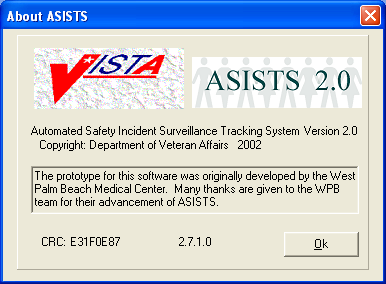 About ASISTS
VISTA
ASISTS 2.0
Automated Safety Incident Surveillance Tracking System Version 2.0
Copyright: Department of Veteran Affairs 2002
The prototype for this software was originally developed by the West
Palm Beach Medical Center. Many thanks are given to the WPB
team for their advancement of ASISTS.
CRC: E31F0E87 2.7.1.0 Ok